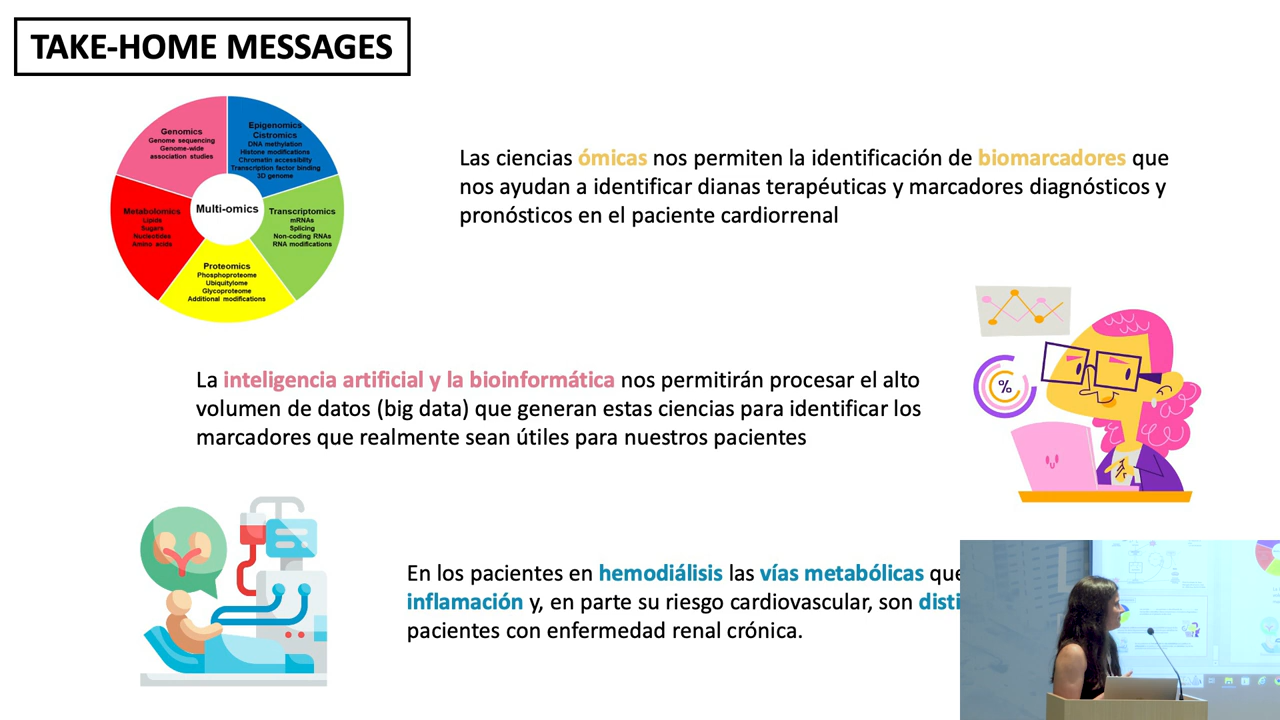 TAKE-HOME MESSAGES
Genomics
Genome sequencing
Genome-wide
association studies
Epigenomics
Cistromics
DNA methylation
Histone modifications
Chromatin accessibility
Transcription factor binding
3D genome
Metabolomics
Lipids
Sugars
Nucleotides
Amino acids
Multi-omics
Transcriptomics
mRNAs
Splicing
Non-coding RNAs
RNA modifications
Proteomics
Phosphoproteome
Ubiquitylome
Glycoproteome
Additional modifications
Las ciencias ómicas nos permiten la identificación de biomarcadores que
nos ayudan a identificar dianas terapéuticas y marcadores diagnósticos y
pronósticos en el paciente cardiorrenal
%
La inteligencia artificial y la bioinformática nos permitirán procesar el alto
volumen de datos (big data) que generan estas ciencias para identificar los
marcadores que realmente sean útiles para nuestros pacientes
En los pacientes en hemodiálisis las vías metabólicas que
inflamación y, en parte su riesgo cardiovascular, son disti
pacientes con enfermedad renal crónica.